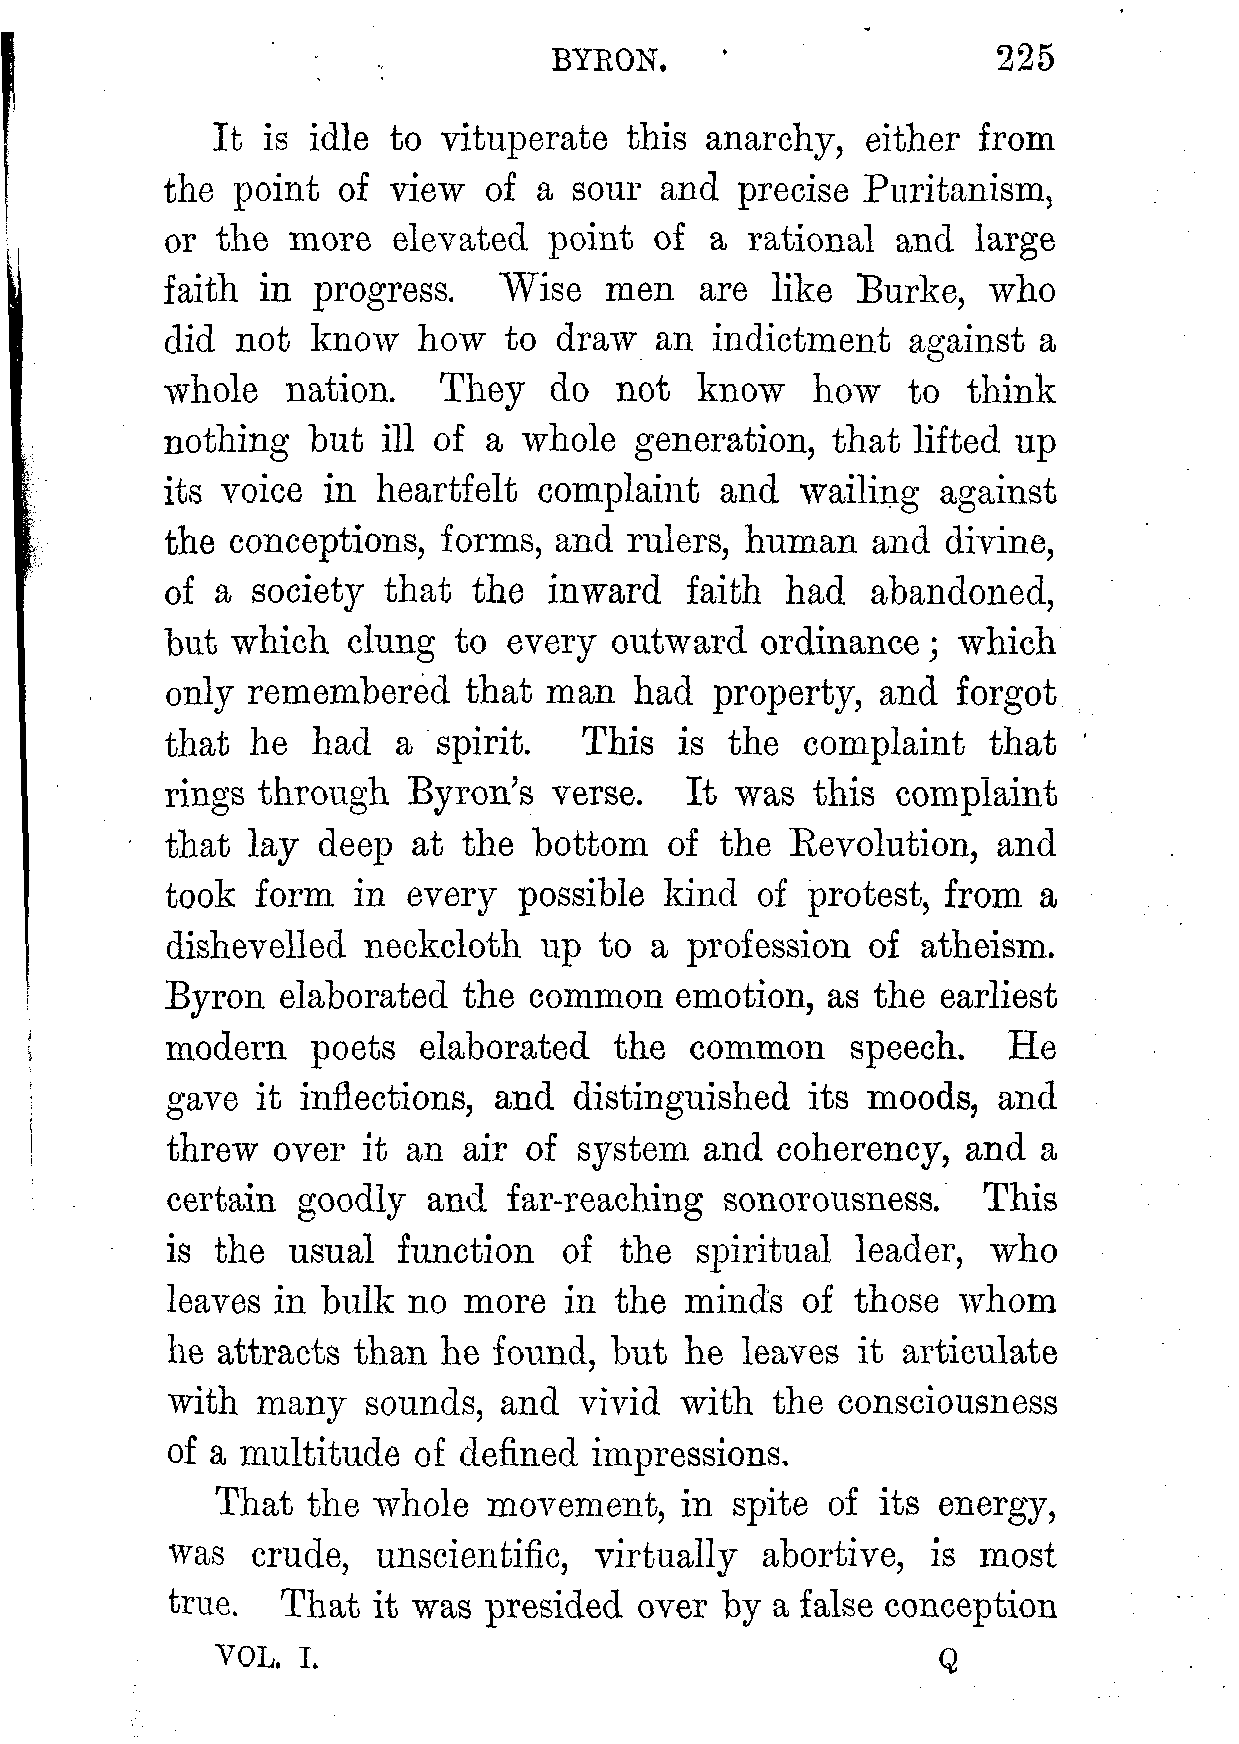 BYRON. 225
It is idle to vituperate this anarchy, either from
the point of view of a sour and precise Puritanism,
or the more elevated point of a rational and large
faith in progress. Wise men are like Burke, who
did not know how to draw an indictment against a
whole nation. They do not know how to think
nothing but ill of a whole generation, that lifted up
its voice in heartfelt complaint and wailing against
the conceptions, forms, and rulers, human and divine,
of a society that the inward faith had abandoned,
but which clung to every outward ordinance; which
only remembered that man had property, and forgot
that he had a spirit. This is the complaint that
rings through Byron's verse. It was this complaint
that lay deep at the bottom of the Revolution, and
took form in every possible kind of protest, from a
dishevelled neckcloth up to a profession of atheism.
Byron elaborated the common emotion, as the earliest
modern poets elaborated the common speech. He
gave it inflections, and distinguished its moods, and
threw over it an air of system and coherency, and a
certain goodly and far-reaching sonorousness. This
is the usual function of the spiritual leader, who
leaves in bulk no more in the minds of those whom
he attracts than he found, but he leaves it articulate
with many sounds, and vivid with the consciousness
of a multitude of defined impressions.
That the whole movement, in spite of its energy,
was crude, unscientific, virtually abortive, is most
true. That it was presided over by a false conception
VOL. I. Q